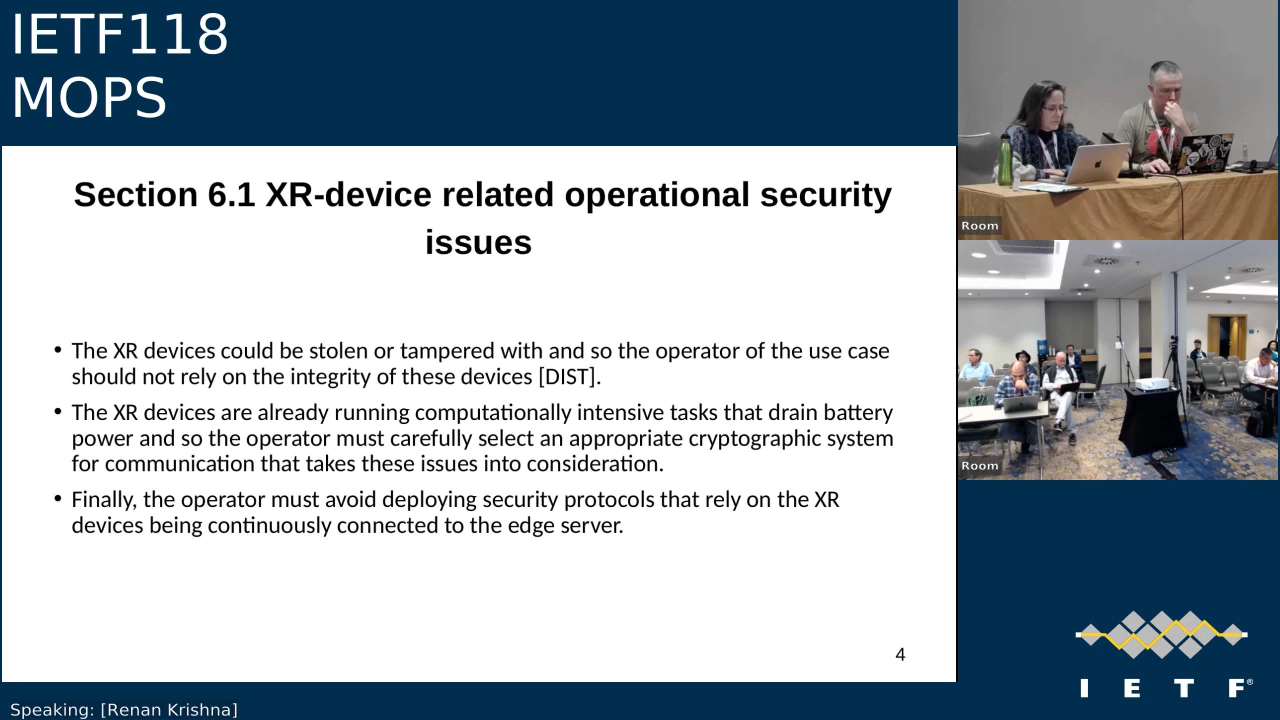 IETF118
MOPS
Section 6.1 XR-device related operational security
issues
• The XR devices could be stolen or tampered with and so the operator of the use case
should not rely on the integrity of these devices [DIST].
• The XR devices are already running computationally intensive tasks that drain battery
power and so the operator must carefully select an appropriate cryptographic system
for communication that takes these issues into consideration.
• Finally, the operator must avoid deploying security protocols that rely on the XR
devices being continuously connected to the edge server.
4
Speaking: [Renan Krishna]
Room
Room
I E T F®